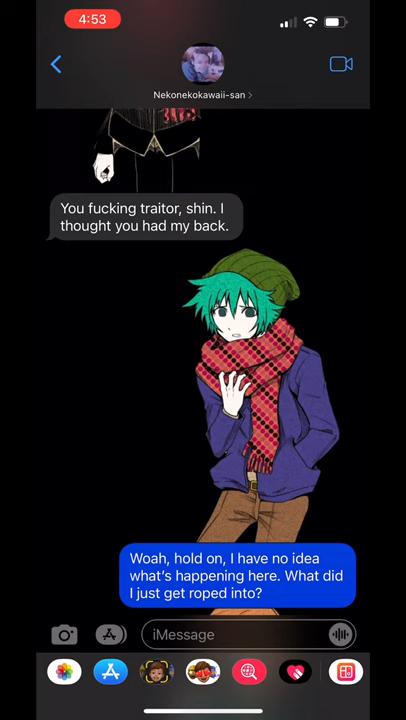 4:53
Nekonekokawaii-san >
You fucking traitor, shin. I
thought you had my back.
Woah, hold on, I have no idea
what's happening here. What did
I just get roped into?
iMessage